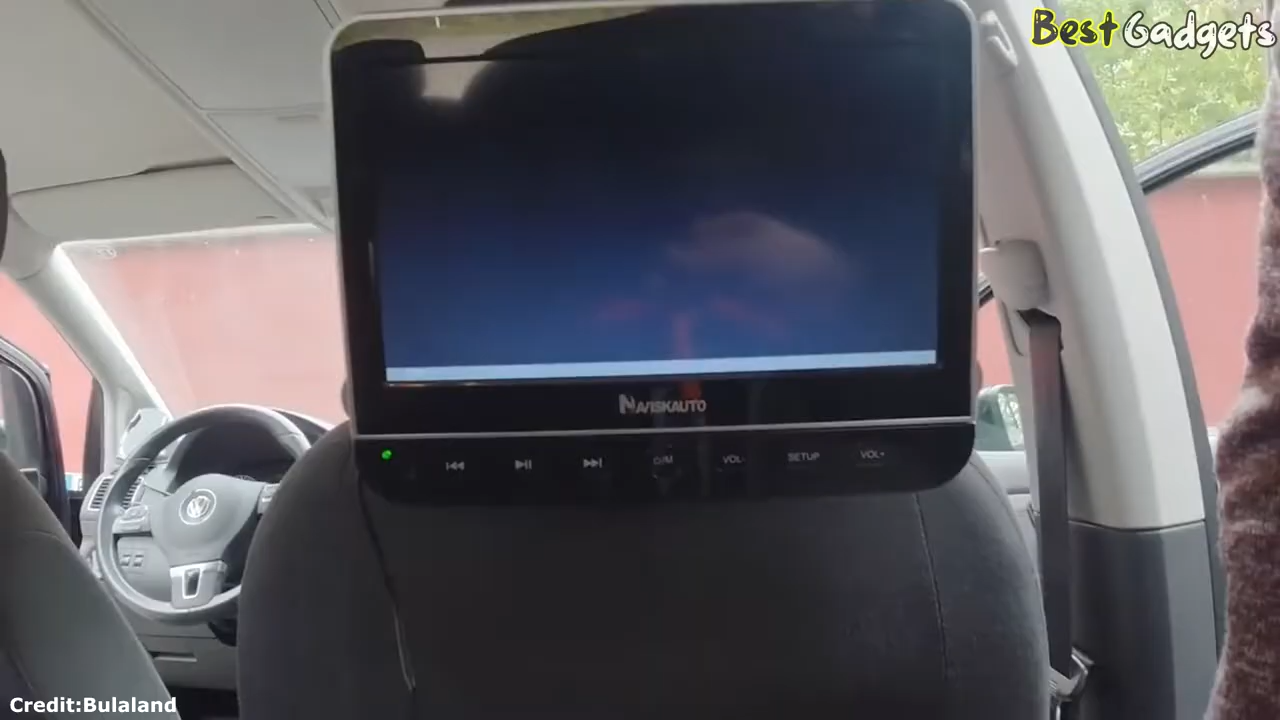 BestGadgets
NAVISKAUTO
O/M
VOL-
SETUP
VOL+
Credit:Bulaland